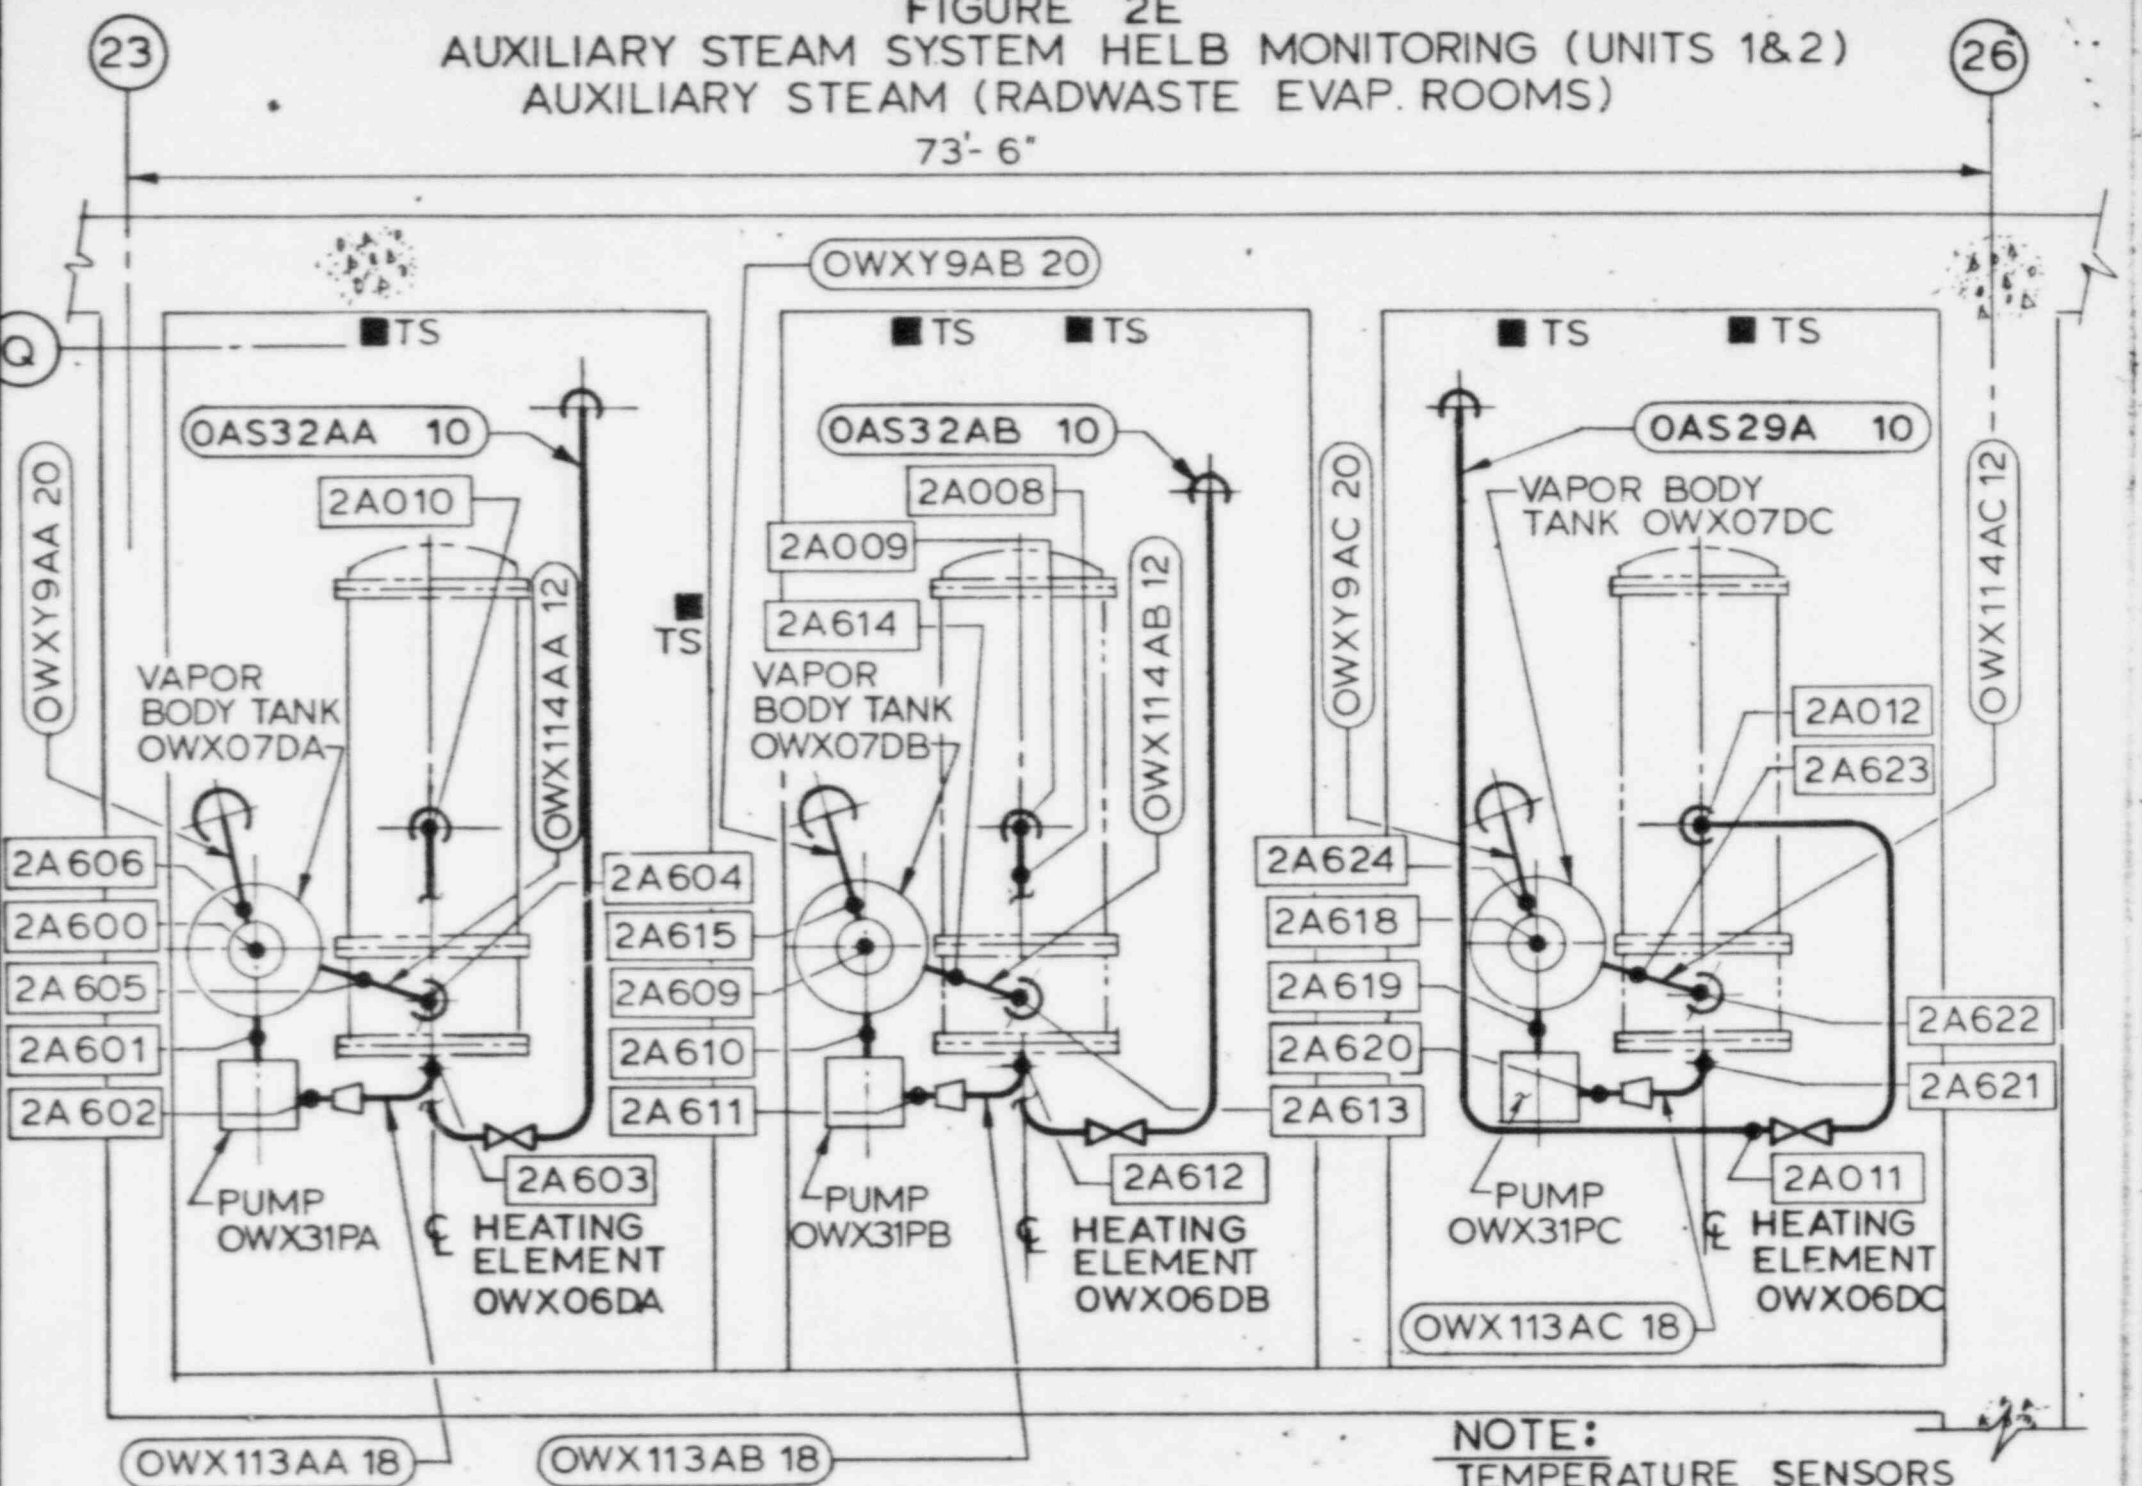 FIGURE 2E
AUXILIARY STEAM SYSTEM HELB MONITORING (UNITS 1&2)
AUXILIARY STEAM (RADWASTE EVAP. ROOMS)
23
26
73'-6"
OWXY9AB 20
Q
TS
TS
TS
TS
TS
OAS32AA 10
OAS32AB 10
OAS29A 10
OWXY9AA 20
2A010
2A008
2A009
2A614
OWX114AA 12
TS
OWX114AB 12
OWXY9AC 20
VAPOR BODY
TANK OWX07DC
OWX114AC 12
VAPOR
BODY TANK
OWX07DA
VAPOR
BODY TANK
OWX07DB
2A012
2A623
2A606
2A600
2A605
2A601
2A602
2A604
2A615
2A609
2A610
2A611
2A624
2A618
2A619
2A620
2A613
2A622
2A621
2A603
2A612
2A011
PUMP
OWX31PA
℄ HEATING
ELEMENT
OWX06DA
PUMP
OWX31PB
℄ HEATING
ELEMENT
OWX06DB
PUMP
OWX31PC
℄ HEATING
ELEMENT
OWX06DC
OWX113AC 18
OWX113AA 18
OWX113AB 18
NOTE:
TEMPERATURE SENSORS